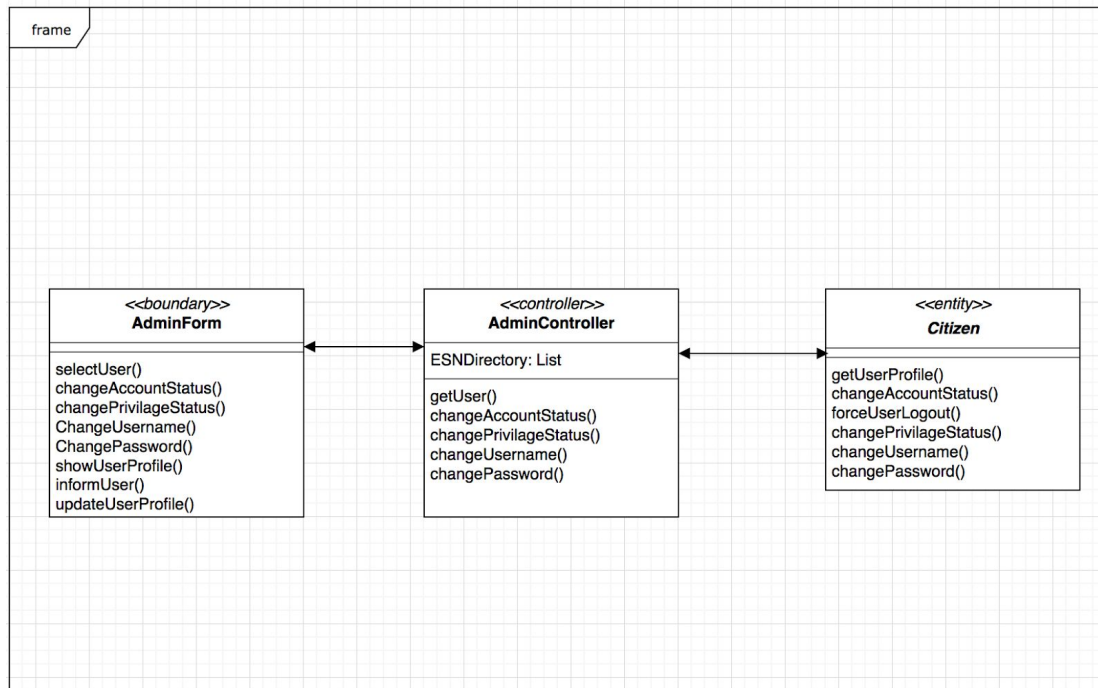 frame
<<boundary>>
AdminForm
selectUser()
changeAccountStatus()
changePrivilageStatus()
ChangeUsername()
ChangePassword()
showUserProfile()
informUser()
updateUserProfile()
<<controller>>
AdminController
ESNDirectory: List
getUser()
changeAccountStatus()
changePrivilageStatus()
changeUsername()
changePassword()
<<entity>>
Citizen
getUserProfile()
changeAccountStatus()
forceUserLogout()
changePrivilageStatus()
changeUsername()
changePassword()